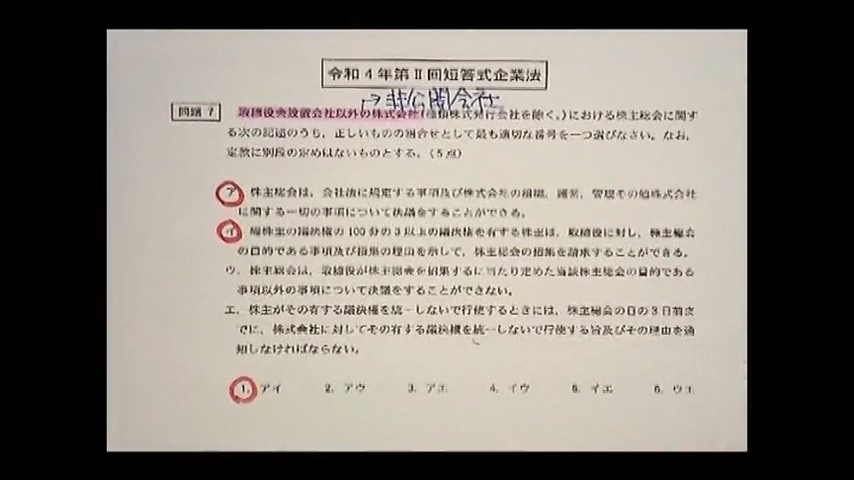 令和4年第Ⅱ回短答式企業法
→非公開会社
問題7 取締役会設置会社以外の株式会社(種類株式発行会社を除く。)における株主総会に関す
る次の記述のうち、正しいものの組合せとして最も適切な番号を一つ選びなさい。なお、
定款に別段の定めはないものとする。(5点)
ア. 株主総会は、会社法に規定する事項及び株式会社の組織、運営、管理その他株式会社
に関する一切の事項について決議をすることができる。
イ. 総株主の議決権の100分の3以上の議決権を有する株主は、取締役に対し、株主総会
の目的である事項及び招集の理由を示して、株主総会の招集を請求することができる。
ウ. 株主総会は、取締役が株主総会を招集するに当たり定めた当該株主総会の目的である
事項以外の事項について決議をすることができない。
エ. 株主がその有する議決権を統一しないで行使するときには、株主総会の日の3日前ま
でに、株式会社に対してその有する議決権を統一しないで行使する旨及びその理由を通
知しなければならない。
1. アイ 2. アウ 3. アエ 4. イウ 5. イエ 6. ウエ